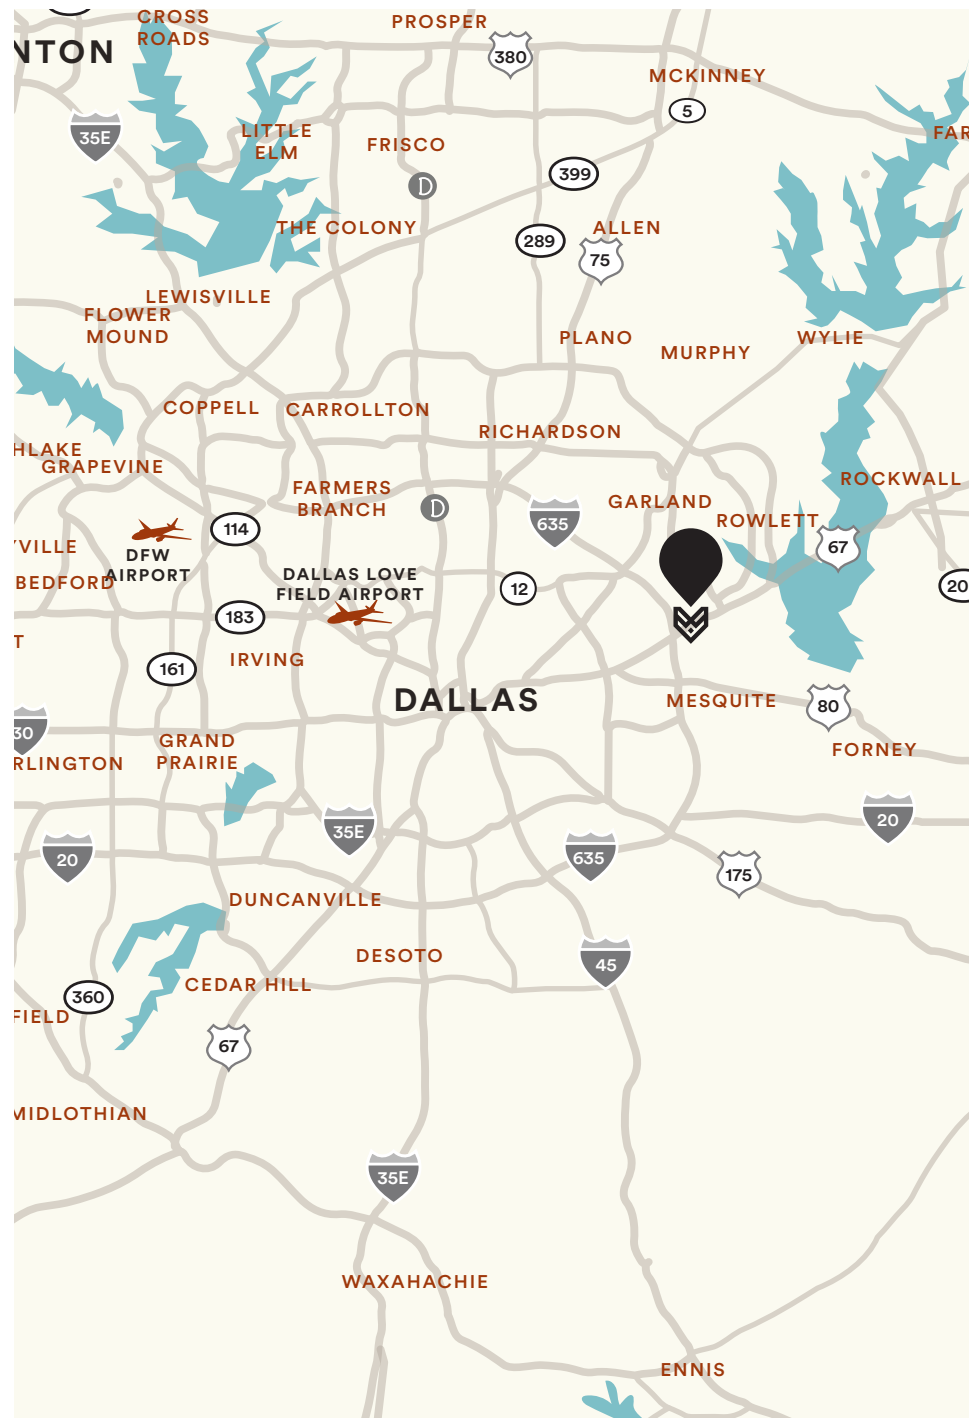 CROSS
ROADS
PROSPER
NTON
380
MCKINNEY
5
35E
LITTLE
ELM
FRISCO
FAR
399
D
THE COLONY
289
ALLEN
75
LEWISVILLE
FLOWER
MOUND
PLANO
MURPHY
WYLIE
COPPELL
CARROLLTON
RICHARDSON
HLAKE
GRAPEVINE
ROCKWALL
FARMERS
BRANCH
D
GARLAND
635
ROWLETT
114
67
YVILLE
DFW
AIRPORT
BEDFORD
DALLAS LOVE
FIELD AIRPORT
12
20
183
T
IRVING
161
DALLAS
MESQUITE
80
30
GRAND
PRAIRIE
FORNEY
RLINGTON
35E
20
20
635
175
DUNCANVILLE
DESOTO
45
CEDAR HILL
360
FIELD
67
MIDLOTHIAN
35E
WAXAHACHIE
ENNIS